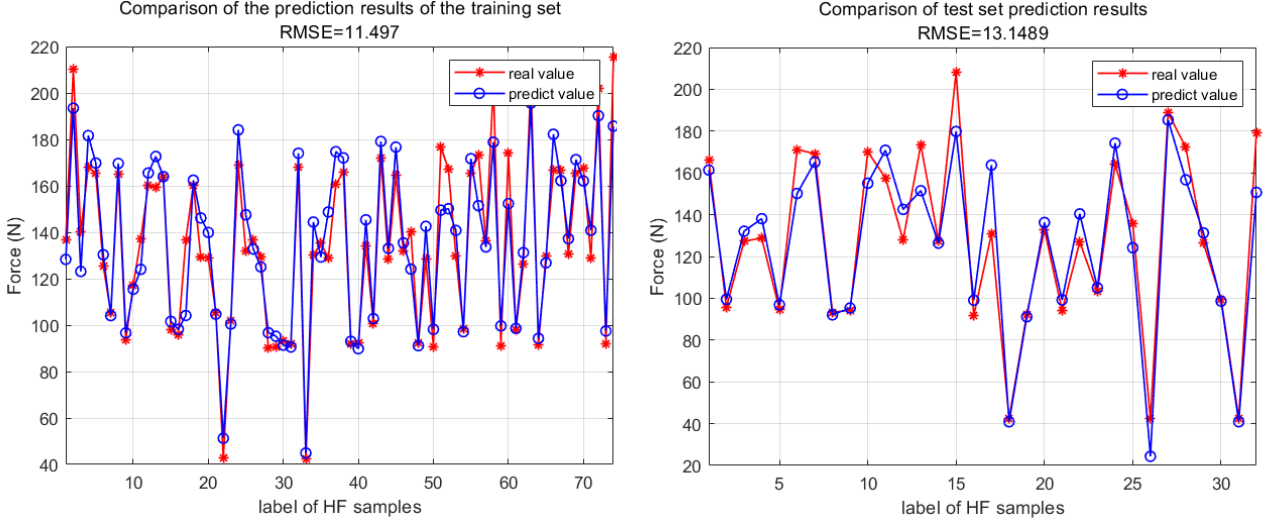 Comparison of the prediction results of the training set
RMSE=11.497
220
200
180
160
140
120
100
80
60
40
Force (N)
real value
predict value
10
20
30
40
50
60
70
label of HF samples
Comparison of test set prediction results
RMSE=13.1489
220
200
180
160
140
120
100
80
60
40
20
Force (N)
real value
predict value
5
10
15
20
25
30
label of HF samples